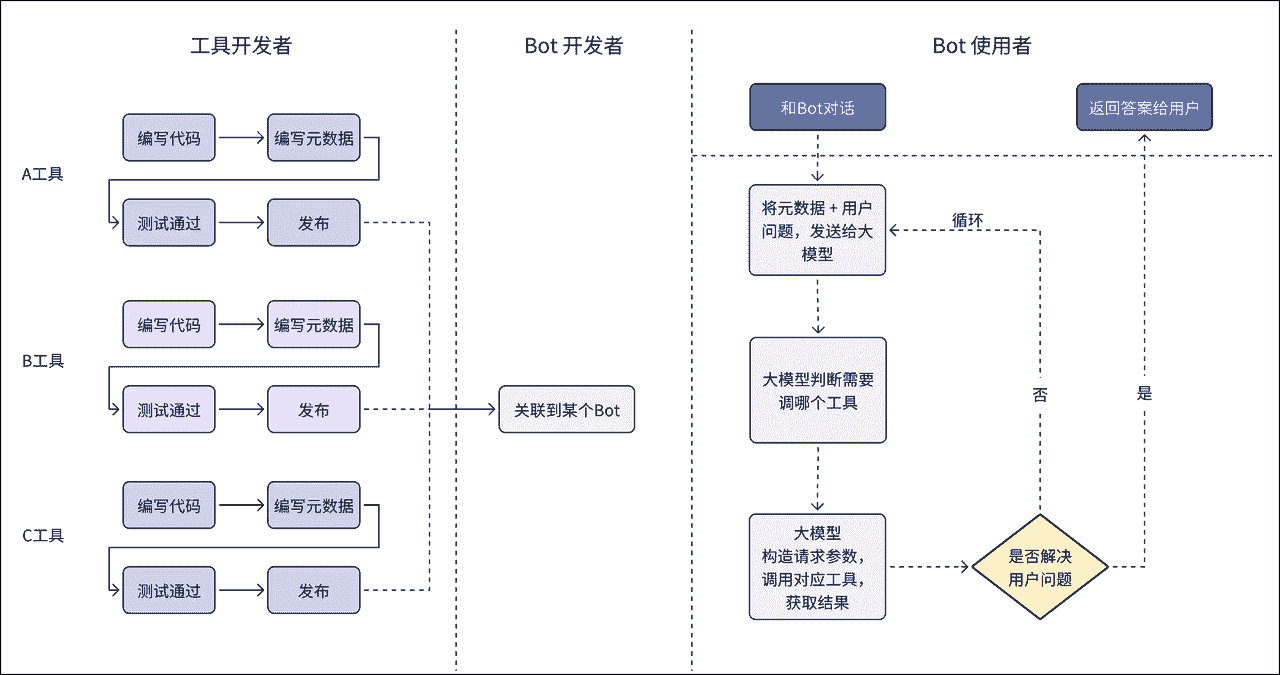 工具开发者
Bot 开发者
Bot 使用者
A工具
编写代码
编写元数据
测试通过
发布
B工具
编写代码
编写元数据
测试通过
发布
C工具
编写代码
编写元数据
测试通过
发布
关联到某个Bot
和Bot对话
返回答案给用户
将元数据 + 用户
问题，发送给大
模型
循环
大模型判断需要
调哪个工具
否
是
大模型
构造请求参数，
调用对应工具，
获取结果
是否解决
用户问题